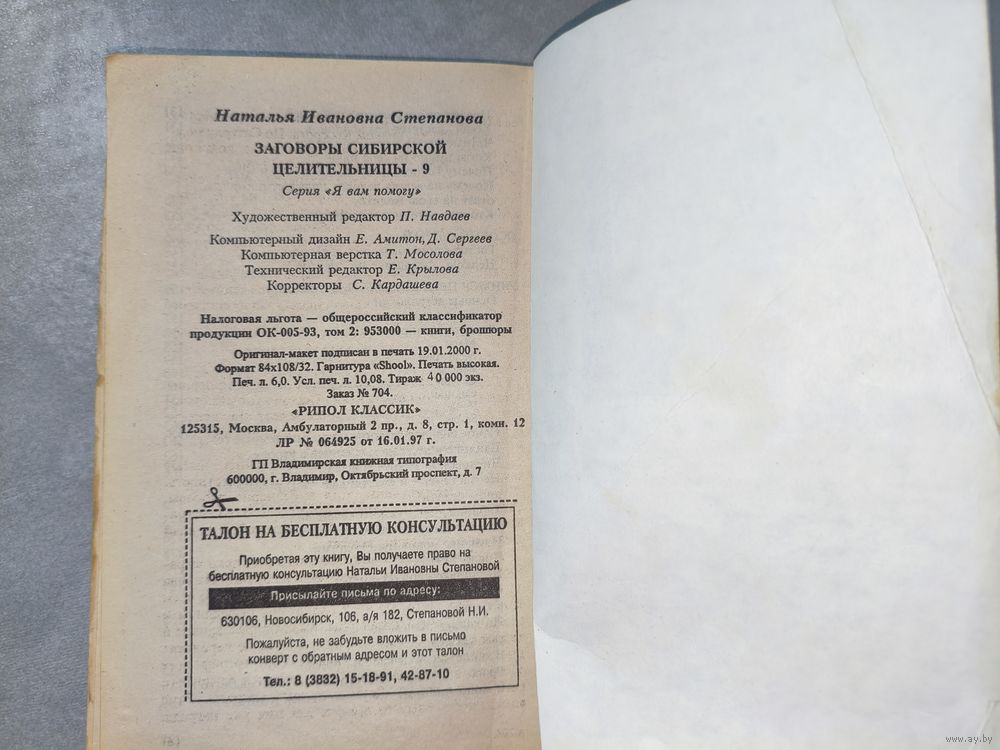 Наталья Ивановна Степанова
ЗАГОВОРЫ СИБИРСКОЙ
ЦЕЛИТЕЛЬНИЦЫ - 9
Серия «Я вам помогу»
Художественный редактор П. Навдаев
Компьютерный дизайн Е. Амитон, Д. Сергеев
Компьютерная верстка Т. Мосолова
Технический редактор Е. Крылова
Корректоры С. Кардашева
Налоговая льгота — общероссийский классификатор
продукции ОК-005-93, том 2: 953000 — книги, брошюры
Оригинал-макет подписан в печать 19.01.2000 г.
Формат 84x108/32. Гарнитура «Shool». Печать высокая.
Печ. л. 6,0. Усл. печ. л. 10,08. Тираж 40 000 экз.
Заказ № 704.
«РИПОЛ КЛАССИК»
125315, Москва, Амбулаторный 2 пр., д. 8, стр. 1, комн. 12
ЛР № 064925 от 16.01.97 г.
ГП Владимирская книжная типография
600000, г. Владимир, Октябрьский проспект, д. 7
ТАЛОН НА БЕСПЛАТНУЮ КОНСУЛЬТАЦИЮ
Приобретая эту книгу, Вы получаете право на
бесплатную консультацию Натальи Ивановны Степановой
Присылайте письма по адресу:
630106, Новосибирск, 106, а/я 182, Степановой Н.И.
Пожалуйста, не забудьте вложить в письмо
конверт с обратным адресом и этот талон
Тел.: 8 (3832) 15-18-91, 42-87-10
www.ay.by